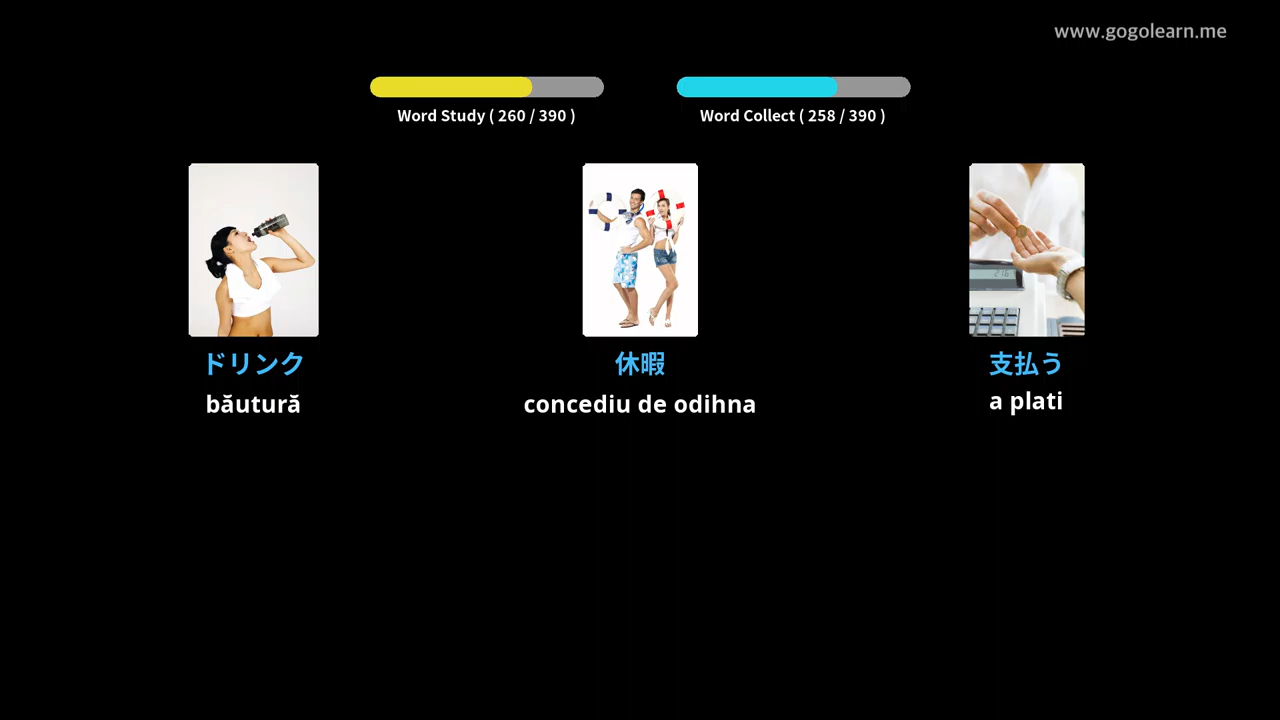 www.gogolearn.me
Word Study ( 260 / 390 )
Word Collect ( 258 / 390 )
ドリンク
băutură
休暇
concediu de odihna
支払う
a plati